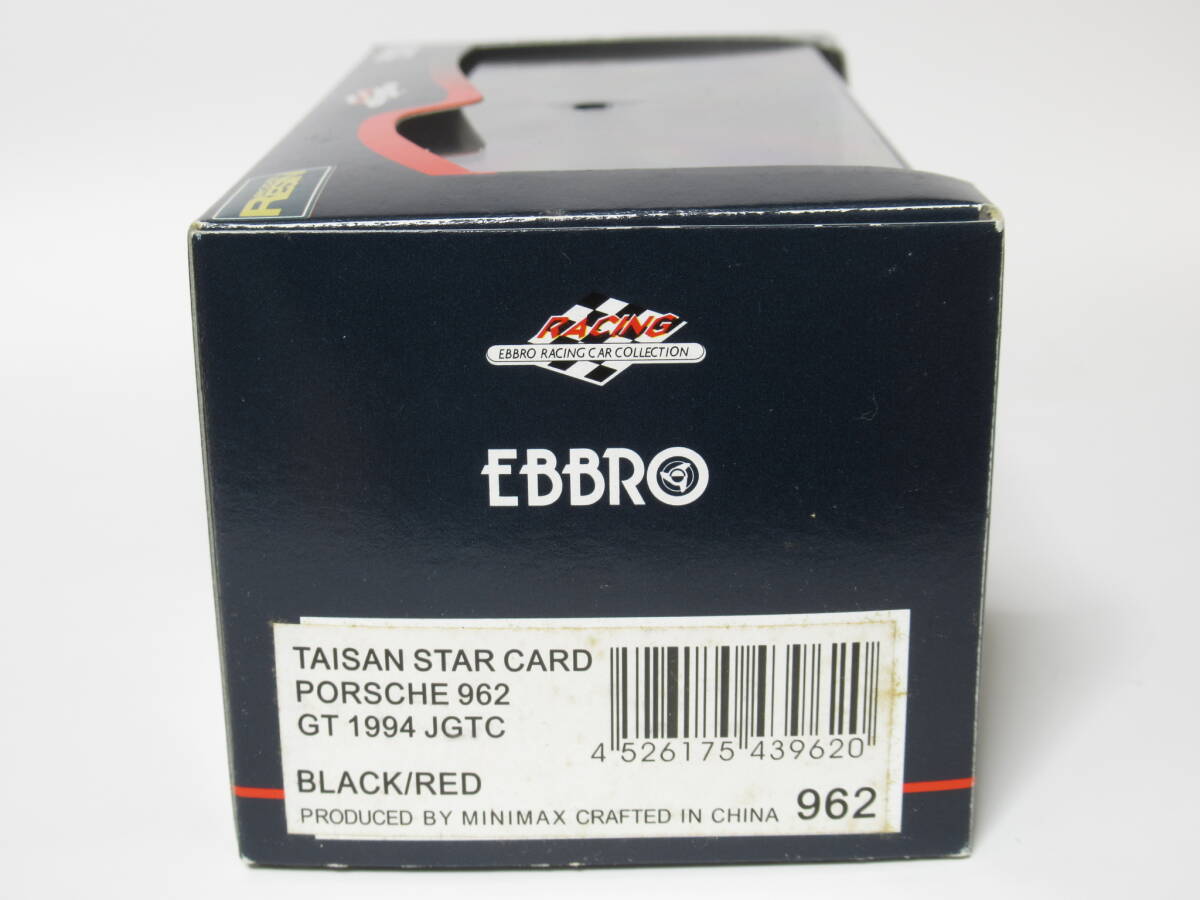 RESIN
RACING
EBBRO RACING CAR COLLECTION
EBBRO
TAISAN STAR CARD
PORSCHE 962
GT 1994 JGTC
4 526175 439620
BLACK/RED
PRODUCED BY MINIMAX CRAFTED IN CHINA 962